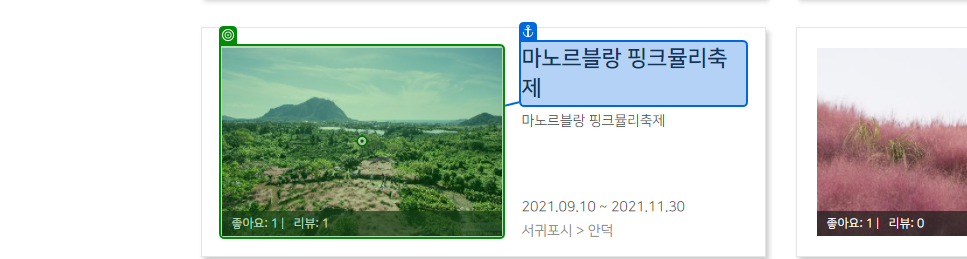 마노르블랑 핑크뮬리축
제
마노르블랑 핑크뮬리축제
2021.09.10 ~ 2021.11.30
서귀포시 > 안덕
좋아요: 1 | 리뷰: 1
좋아요: 1 | 리뷰: 0